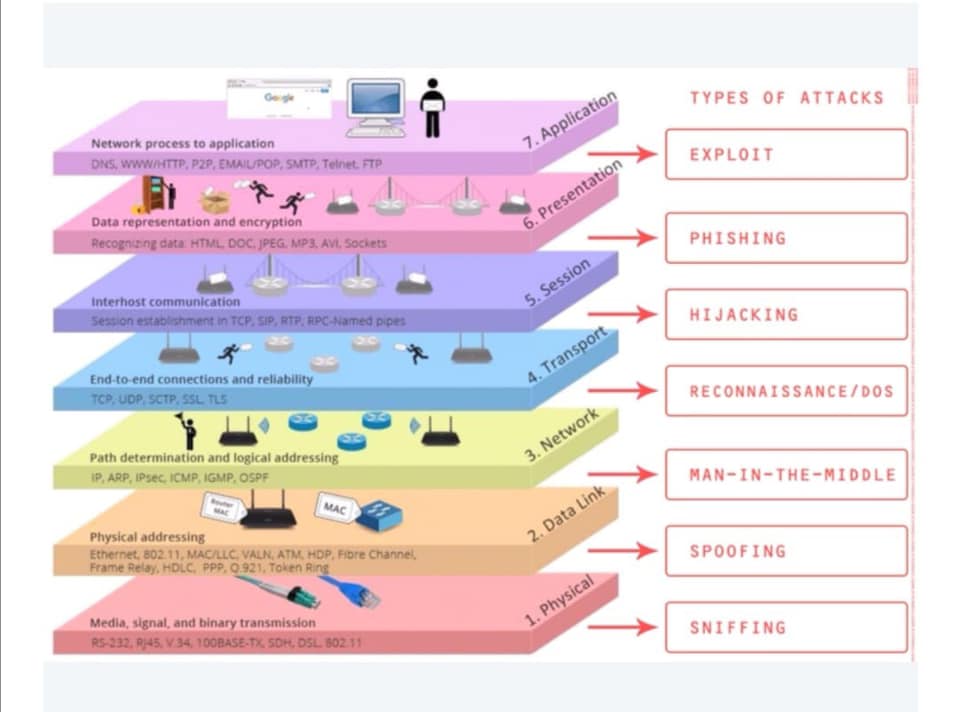 TYPES OF ATTACKS
Google
7. Application
Network process to application
DNS, WWW/HTTP, P2P, EMAIL/POP, SMTP, Telnet, FTP
EXPLOIT
6. Presentation
Data representation and encryption
Recognizing data: HTML, DOC, JPEG, MP3, AVI, Sockets
PHISHING
5. Session
Interhost communication
Session establishment in TCP, SIP, RTP, RPC-Named pipes
HIJACKING
4. Transport
End-to-end connections and reliability
TCP, UDP, SCTP, SSL, TLS
RECONNAISSANCE/DOS
3. Network
Path determination and logical addressing
IP, ARP, IPsec, ICMP, IGMP, OSPF
MAN-IN-THE-MIDDLE
Router
MAC
MAC
2. Data Link
Physical addressing
Ethernet, 802.11, MAC/LLC, VALN, ATM, HDP, Fibre Channel,
Frame Relay, HDLC, PPP, Q.921, Token Ring
SPOOFING
1. Physical
Media, signal, and binary transmission
RS-232, RJ45, V.34, 100BASE-TX, SDH, DSL, 802.11
SNIFFING